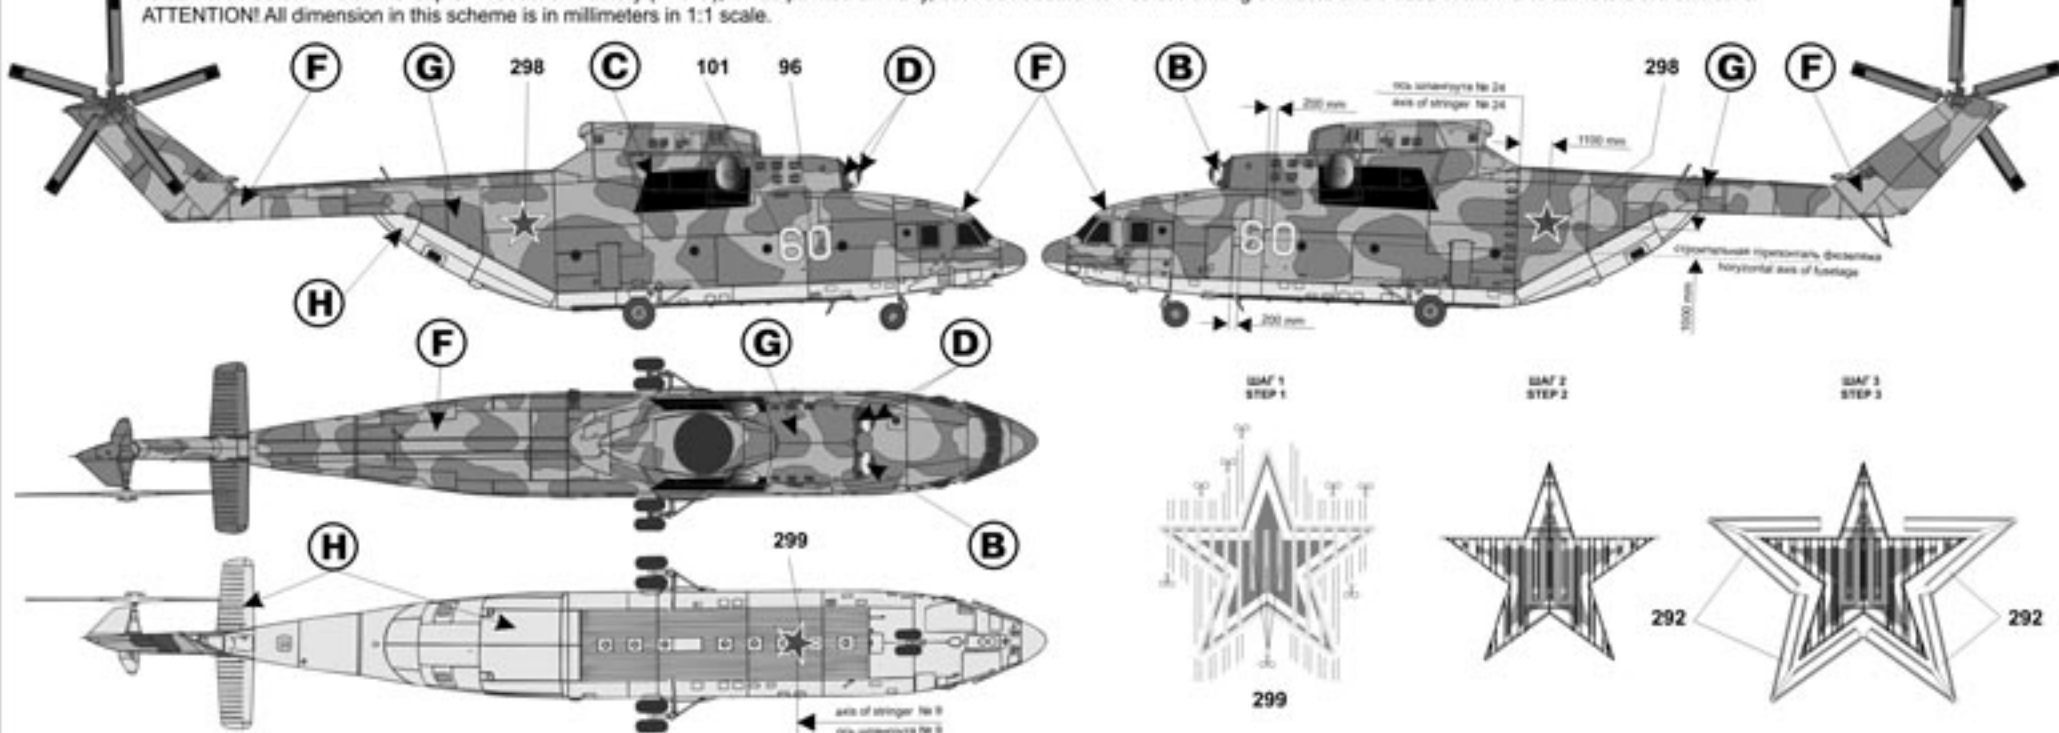 ATTENTION! All dimension in this scheme is in millimeters in 1:1 scale.
F
G
298
C
101
96
D
F
B
298
G
F
ось шпангоута № 24
axis of stringer № 24
200 mm
1100 mm
60
60
H
строительная горизонталь фюзеляжа
horyzontal axis of fuselage
200 mm
1000 mm
F
G
D
ШАГ 1
STEP 1
ШАГ 2
STEP 2
ШАГ 3
STEP 3
H
299
B
292
292
299
axis of stringer № 9